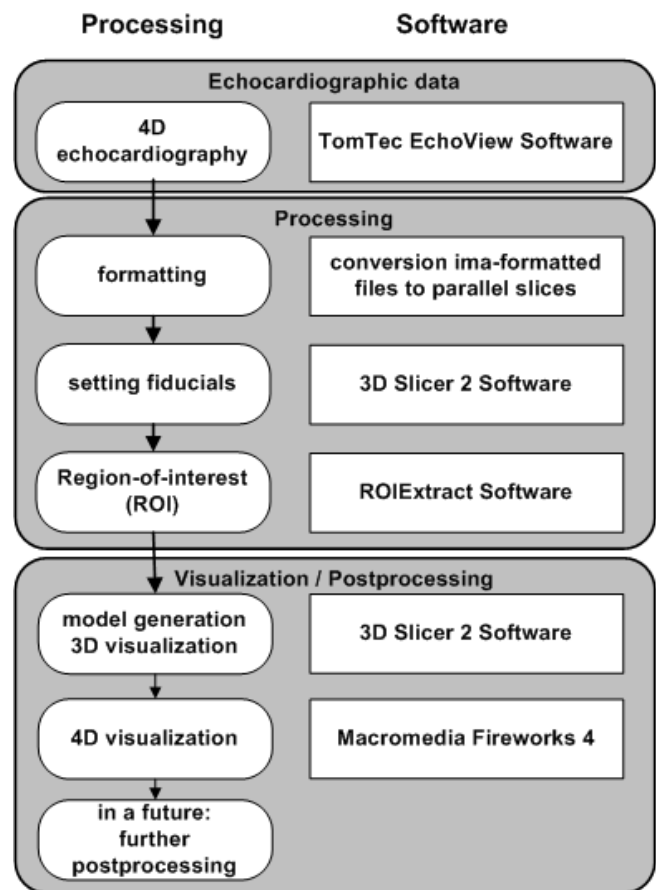 Processing Software
Echocardiographic data
4D
echocardiography
TomTec EchoView Software
Processing
formatting
conversion ima-formatted
files to parallel slices
setting fiducials
3D Slicer 2 Software
Region-of-interest
(ROI)
ROIExtract Software
Visualization / Postprocessing
model generation
3D visualization
3D Slicer 2 Software
4D visualization
Macromedia Fireworks 4
in a future:
further
postprocessing